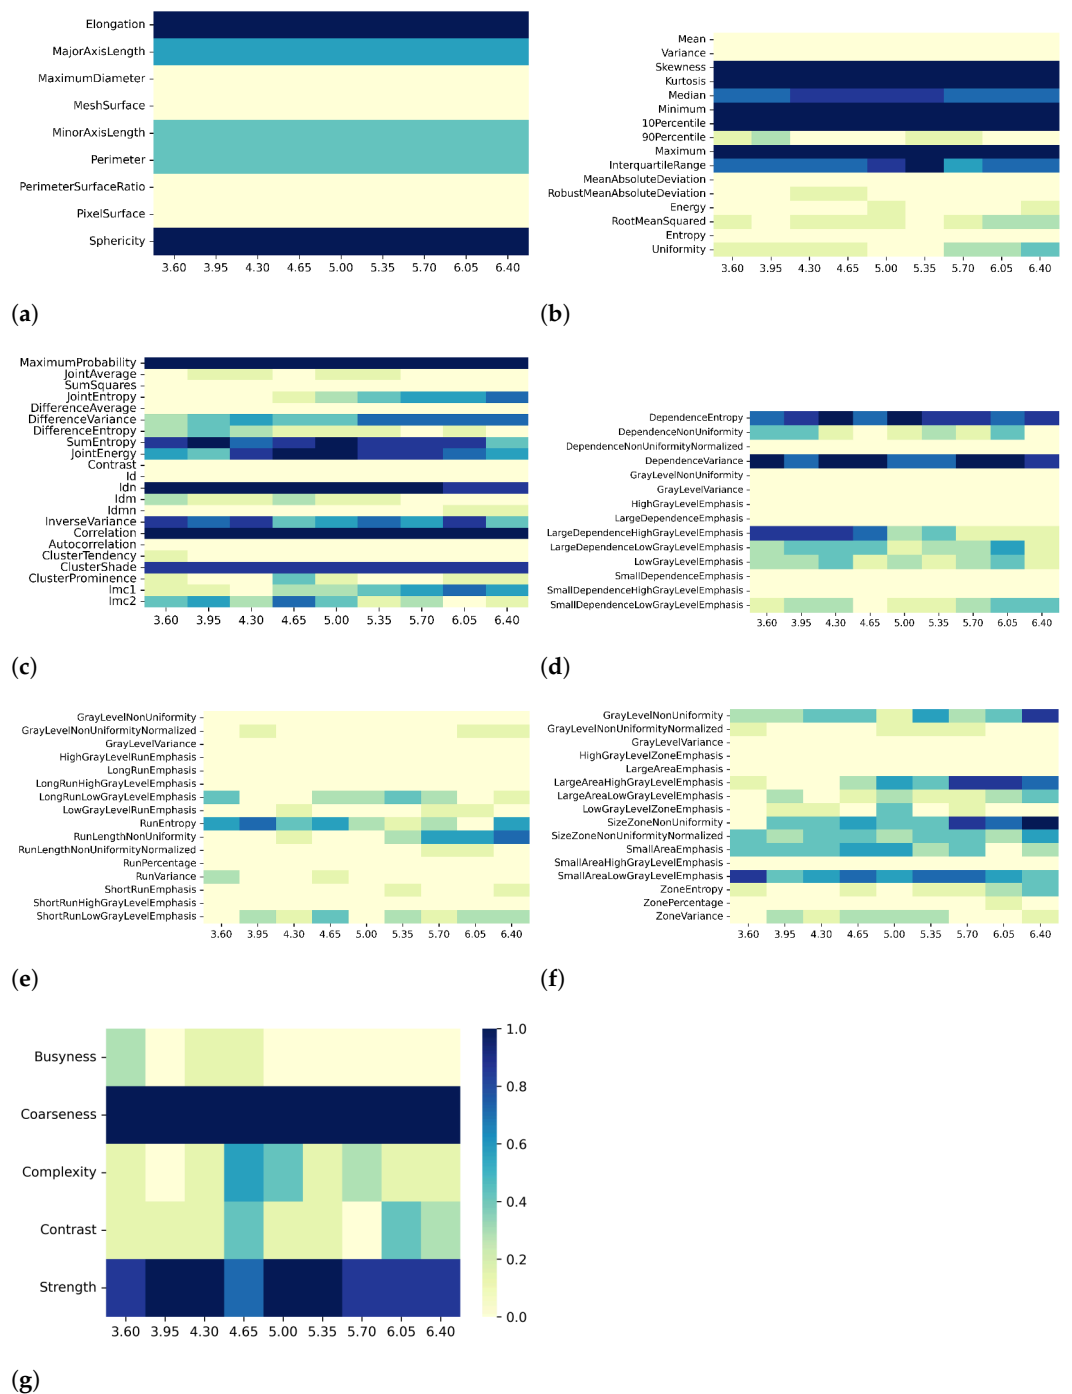 Elongation
MajorAxisLength
MaximumDiameter
MeshSurface
MinorAxisLength
Perimeter
PerimeterSurfaceRatio
PixelSurface
Sphericity
3.60 3.95 4.30 4.65 5.00 5.35 5.70 6.05 6.40
(a)
Mean
Variance
Skewness
Kurtosis
Median
Minimum
10Percentile
90Percentile
Maximum
InterquartileRange
MeanAbsoluteDeviation
RobustMeanAbsoluteDeviation
Energy
RootMeanSquared
Entropy
Uniformity
3.60 3.95 4.30 4.65 5.00 5.35 5.70 6.05 6.40
(b)
MaximumProbability
JointAverage
SumSquares
JointEntropy
DifferenceAverage
DifferenceVariance
DifferenceEntropy
SumEntropy
JointEnergy
Contrast
Id
Idn
Idm
Idmn
InverseVariance
Correlation
Autocorrelation
ClusterTendency
ClusterShade
ClusterProminence
Imc1
Imc2
3.60 3.95 4.30 4.65 5.00 5.35 5.70 6.05 6.40
(c)
DependenceEntropy
DependenceNonUniformity
DependenceNonUniformityNormalized
DependenceVariance
GrayLevelNonUniformity
GrayLevelVariance
HighGrayLevelEmphasis
LargeDependenceEmphasis
LargeDependenceHighGrayLevelEmphasis
LargeDependenceLowGrayLevelEmphasis
LowGrayLevelEmphasis
SmallDependenceEmphasis
SmallDependenceHighGrayLevelEmphasis
SmallDependenceLowGrayLevelEmphasis
3.60 3.95 4.30 4.65 5.00 5.35 5.70 6.05 6.40
(d)
GrayLevelNonUniformity
GrayLevelNonUniformityNormalized
GrayLevelVariance
HighGrayLevelRunEmphasis
LongRunEmphasis
LongRunHighGrayLevelEmphasis
LongRunLowGrayLevelEmphasis
LowGrayLevelRunEmphasis
RunEntropy
RunLengthNonUniformity
RunLengthNonUniformityNormalized
RunPercentage
RunVariance
ShortRunEmphasis
ShortRunHighGrayLevelEmphasis
ShortRunLowGrayLevelEmphasis
3.60 3.95 4.30 4.65 5.00 5.35 5.70 6.05 6.40
(e)
GrayLevelNonUniformity
GrayLevelNonUniformityNormalized
GrayLevelVariance
HighGrayLevelZoneEmphasis
LargeAreaEmphasis
LargeAreaHighGrayLevelEmphasis
LargeAreaLowGrayLevelEmphasis
LowGrayLevelZoneEmphasis
SizeZoneNonUniformity
SizeZoneNonUniformityNormalized
SmallAreaEmphasis
SmallAreaHighGrayLevelEmphasis
SmallAreaLowGrayLevelEmphasis
ZoneEntropy
ZonePercentage
ZoneVariance
3.60 3.95 4.30 4.65 5.00 5.35 5.70 6.05 6.40
(f)
Busyness
Coarseness
Complexity
Contrast
Strength
3.60 3.95 4.30 4.65 5.00 5.35 5.70 6.05 6.40
1.0
0.8
0.6
0.4
0.2
0.0
(g)